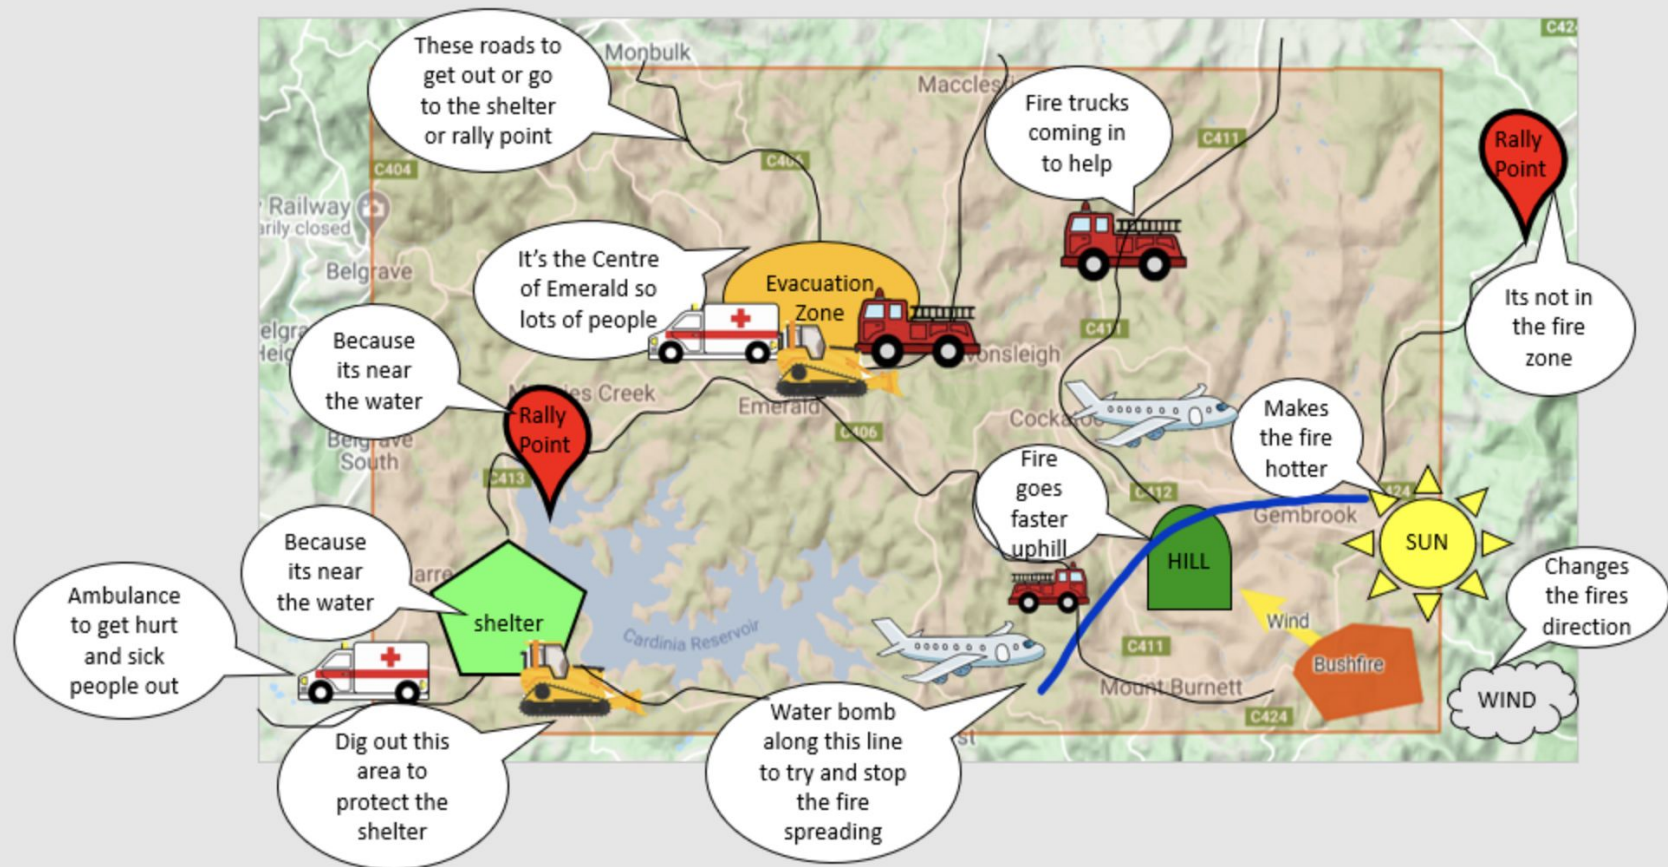 These roads to
get out or go
to the shelter
or rally point
Monbulk
C424
Fire trucks
coming in
to help
C411
Rally
Point
C404
C406
Railway
arily closed
It's the Centre
of Emerald so
lots of people
Evacuation
Zone
Belgrave
Its not in
the fire
zone
C411
Because
its near
the water
Makes
the fire
hotter
Emerald
C406
Rally
Point
Belgrave
South
C413
Fire
goes
faster
uphill
C412
Gembrook
SUN
HILL
Because
its near
the water
shelter
Changes
the fires
direction
Ambulance
to get hurt
and sick
people out
Cardinia Reservoir
Wind
Bushfire
C411
Mount Burnett
C424
WIND
Dig out this
area to
protect the
shelter
Water bomb
along this line
to try and stop
the fire
spreading